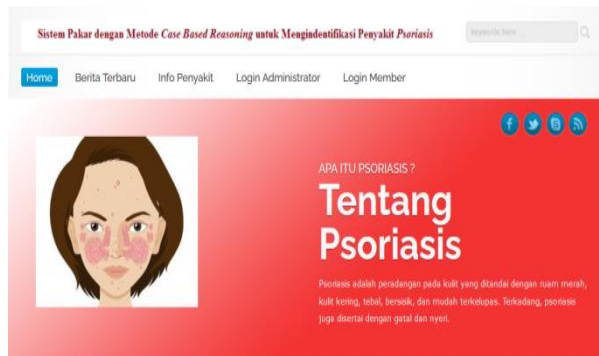 Sistem Pakar dengan Metode Case Based Reasoning untuk Mengindentifikasi Penyakit Psoriasis
keywords here ...
Home Berita Terbaru Info Penyakit Login Administrator Login Member
APA ITU PSORIASIS ?
Tentang
Psoriasis
Psoriasis adalah peradangan pada kulit yang ditandai dengan ruam merah,
kulit kering, tebal, bersisik, dan mudah terkelupas. Terkadang, psoriasis
juga disertai dengan gatal dan nyeri.